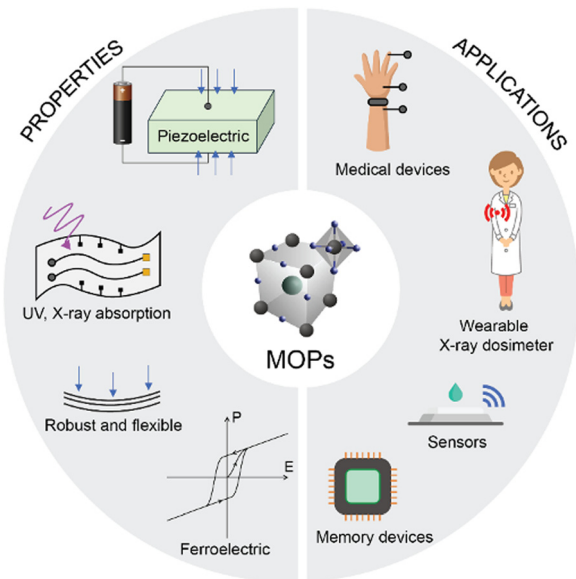 PROPERTIES
APPLICATIONS
Piezoelectric
Medical devices
UV, X-ray absorption
MOPs
Wearable
X-ray dosimeter
Robust and flexible
P
E
Sensors
Ferroelectric
Memory devices